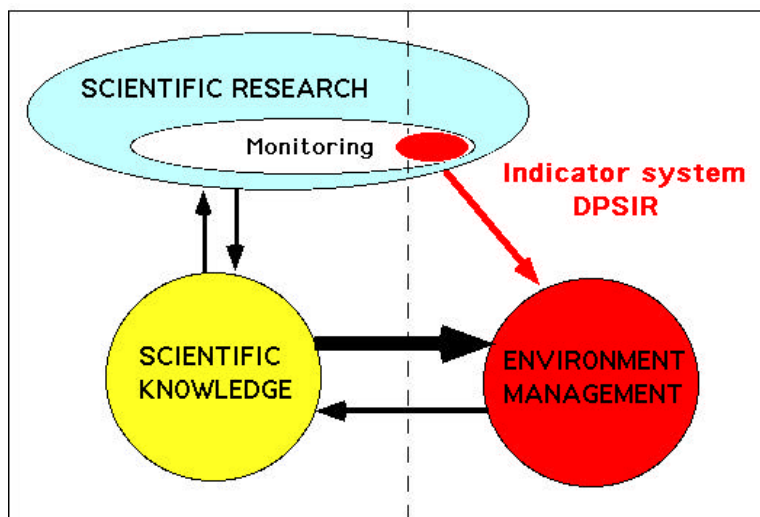 SCIENTIFIC RESEARCH
Monitoring
Indicator system
DPSIR
SCIENTIFIC
KNOWLEDGE
ENVIRONMENT
MANAGEMENT